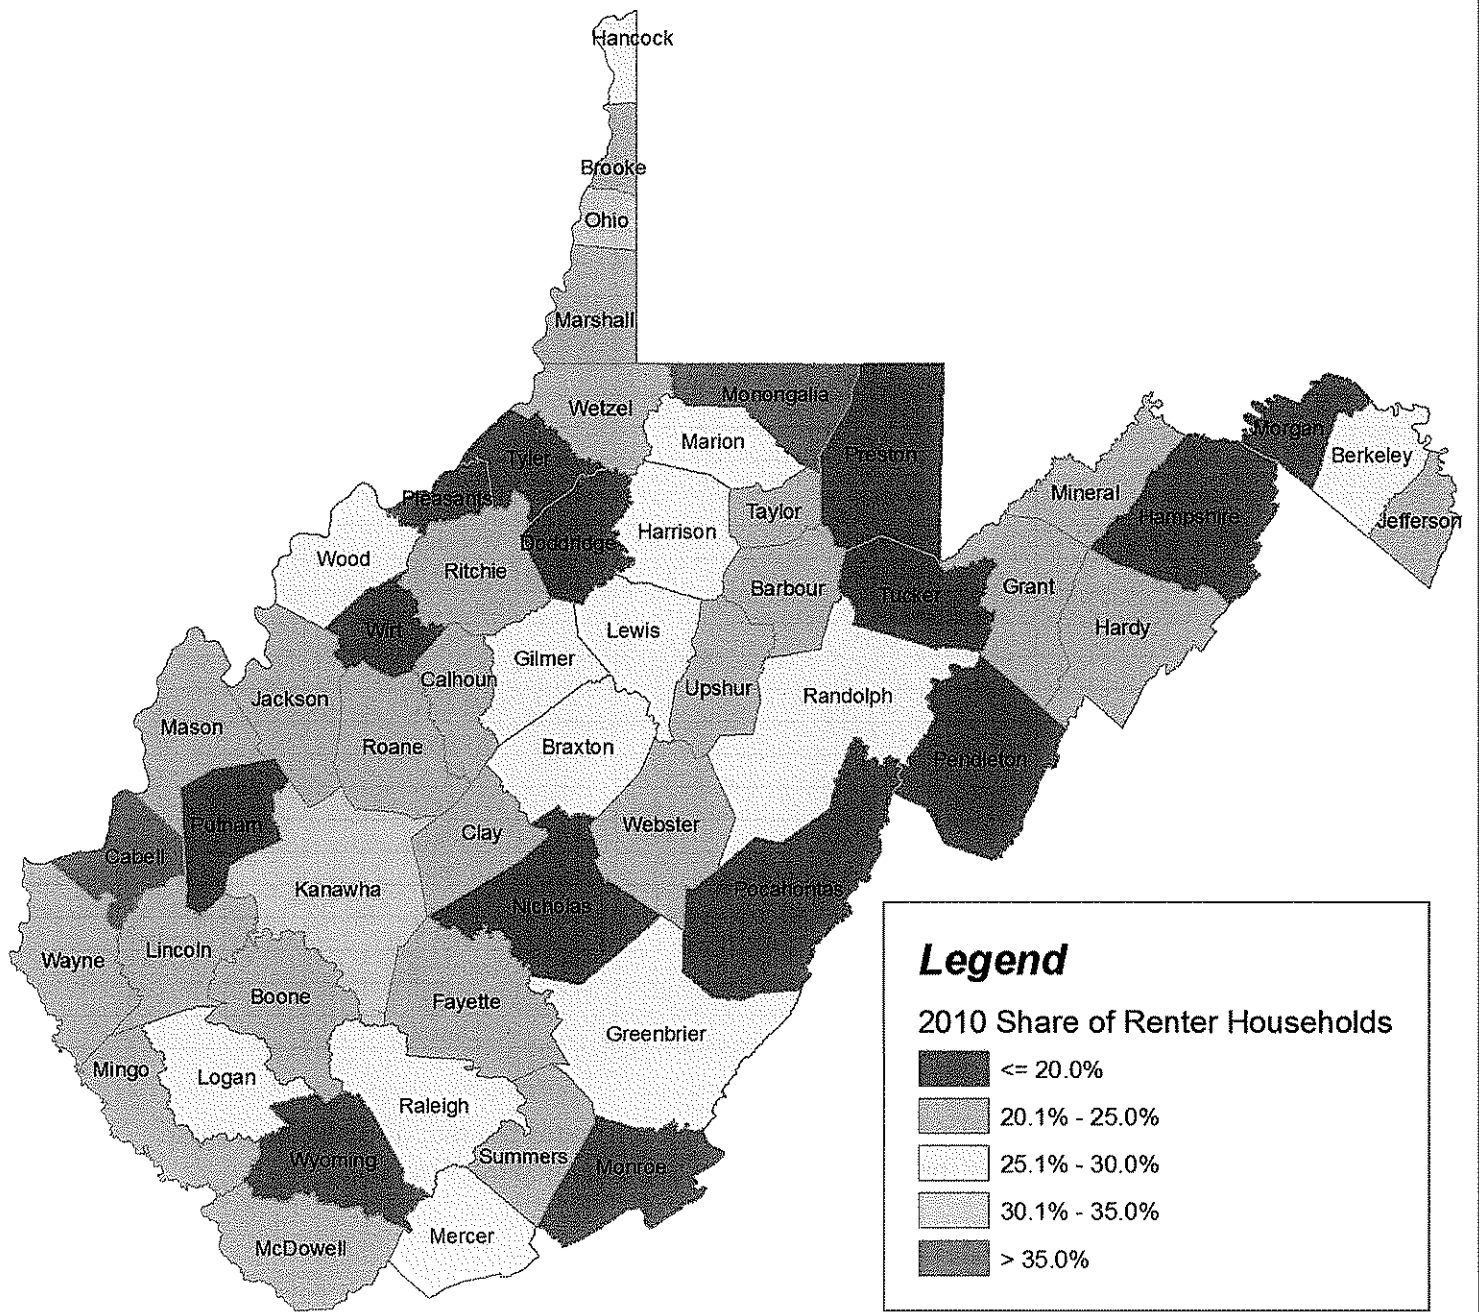 Hancock
Brooke
Ohio
Marshall
Wetzel
Monongalia
Marion
Preston
Tyler
Pleasants
Morgan
Berkeley
Mineral
Hampshire
Jefferson
Harrison
Taylor
Doddridge
Wood
Ritchie
Barbour
Tucker
Grant
Hardy
Wirt
Lewis
Gilmer
Calhoun
Upshur
Randolph
Jackson
Mason
Roane
Braxton
Pendleton
Putnam
Clay
Webster
Cabell
Kanawha
Pocahontas
Nicholas
Lincoln
Wayne
Boone
Fayette
Greenbrier
Mingo
Logan
Raleigh
Wyoming
Summers
Monroe
McDowell
Mercer
Legend
2010 Share of Renter Households
<= 20.0%
20.1% - 25.0%
25.1% - 30.0%
30.1% - 35.0%
> 35.0%